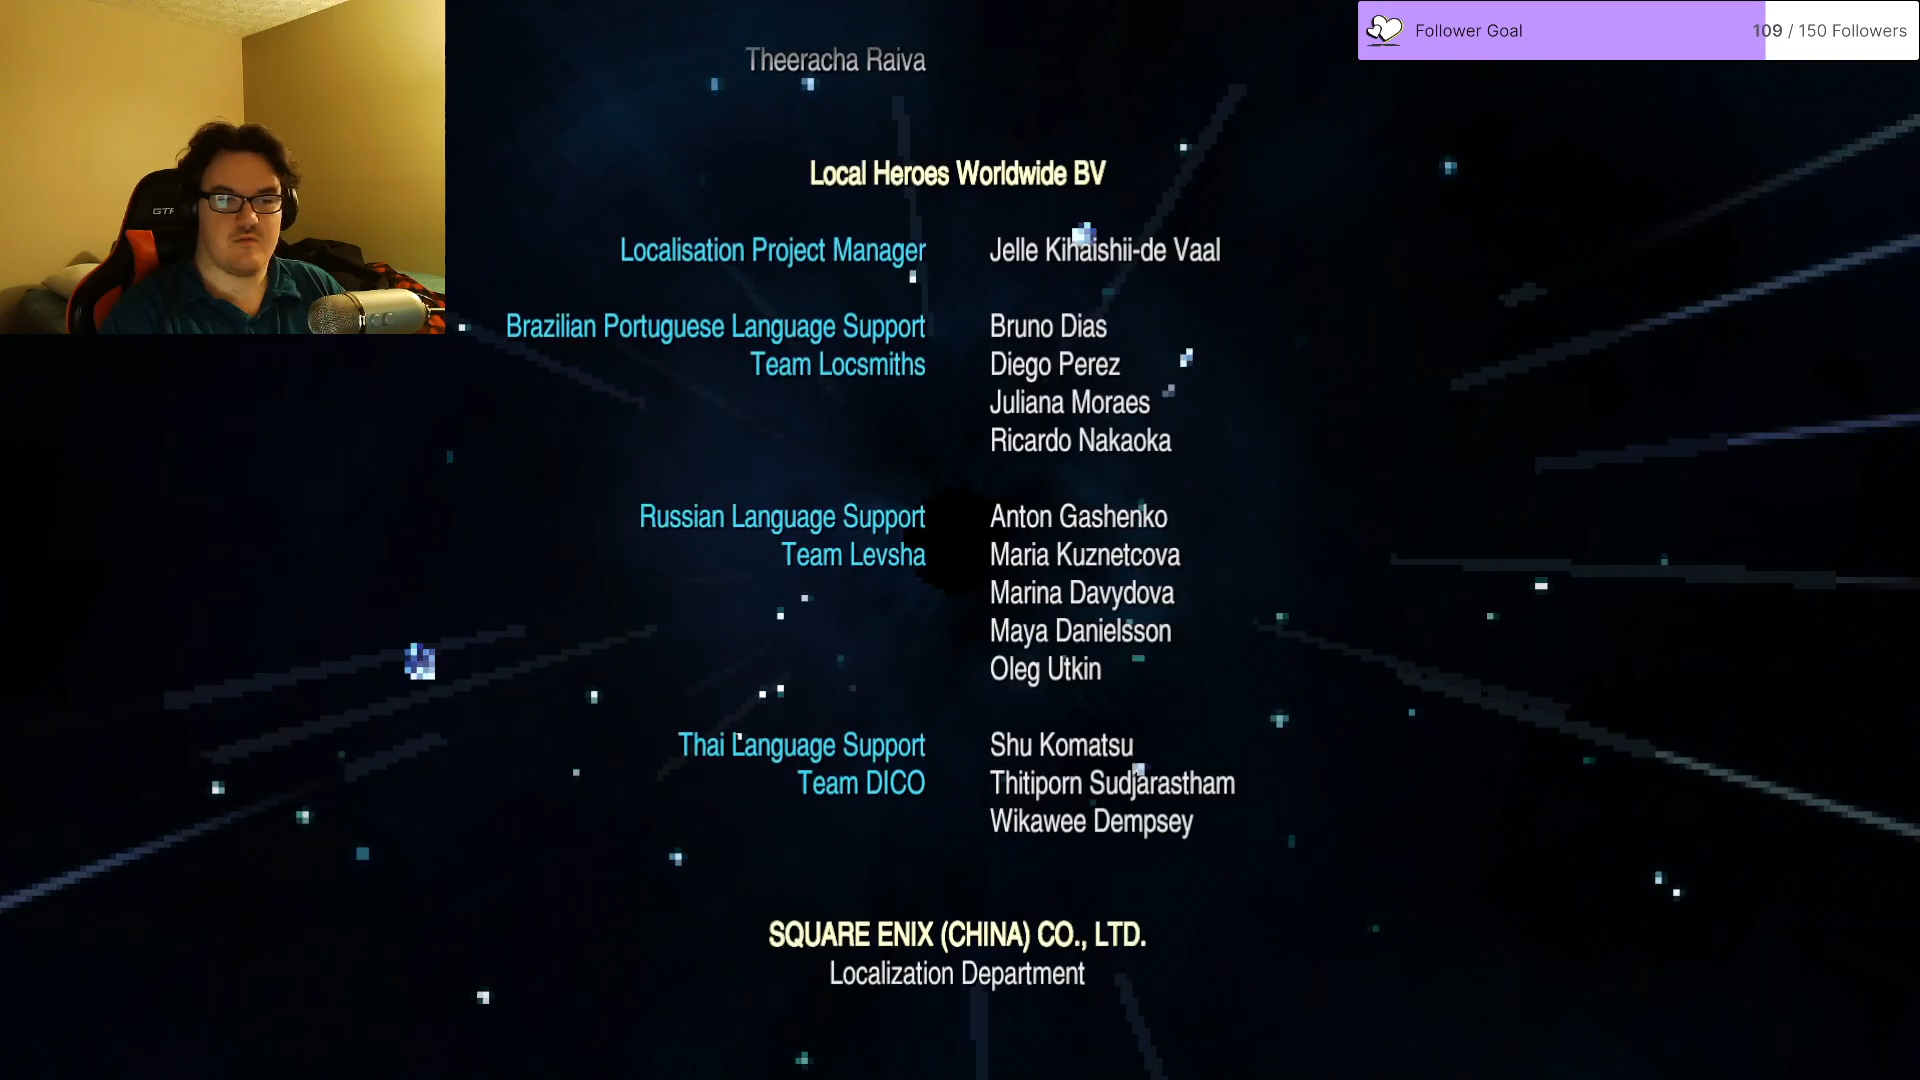 Theeracha Raiva
Follower Goal
109 / 150 Followers
Local Heroes Worldwide BV
Localisation Project Manager
Jelle Kihaishii-de Vaal
Brazilian Portuguese Language Support
Team Locsmiths
Bruno Dias
Diego Perez
Juliana Moraes
Ricardo Nakaoka
Russian Language Support
Team Levsha
Anton Gashenko
Maria Kuznetcova
Marina Davydova
Maya Danielsson
Oleg Utkin
Thai Language Support
Team DICO
Shu Komatsu
Thitiporn Sudjarastham
Wikawee Dempsey
SQUARE ENIX (CHINA) CO., LTD.
Localization Department